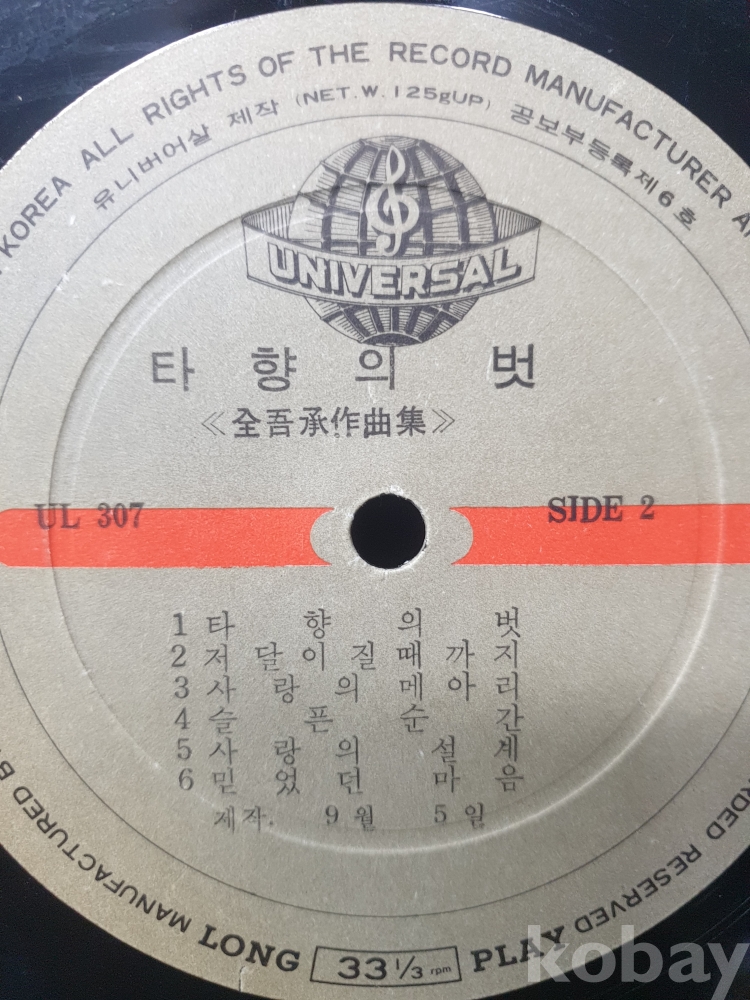 KOREA ALL RIGHTS OF THE RECORD MANUFACTURER
유니버어살 제작 (NET.W.125gUP) 공보부등록제6호
UNIVERSAL
타향의 벗
≪全吾承作曲集≫
UL 307
SIDE 2
1 타향의 벗
2 저 달이 질때까지
3 사랑의 메아리
4 슬픈 순간
5 사랑의 설계
6 믿었던 마음
제작. 9월 5일
RESERVED MANUFACTURED
LONG 33 1/3 rpm PLAY
kobay